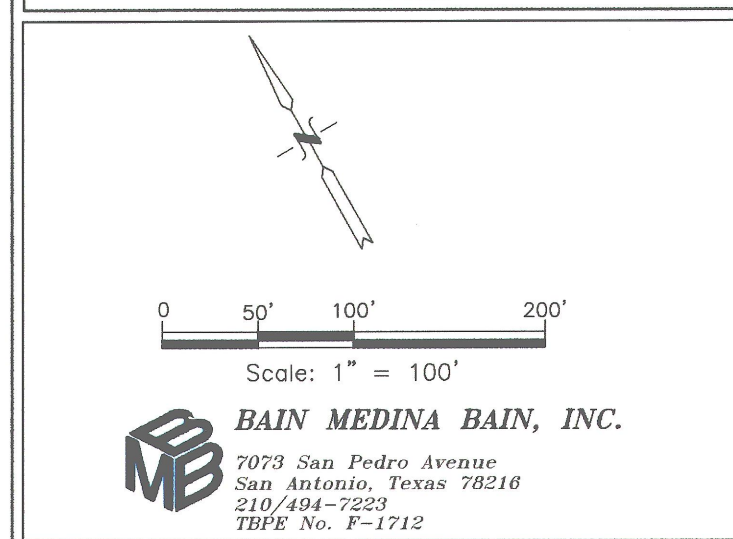 N
0 50' 100' 200'
Scale: 1" = 100'
BMB
BAIN MEDINA BAIN, INC.
7073 San Pedro Avenue
San Antonio, Texas 78216
210/494-7223
TBPE No. F-1712